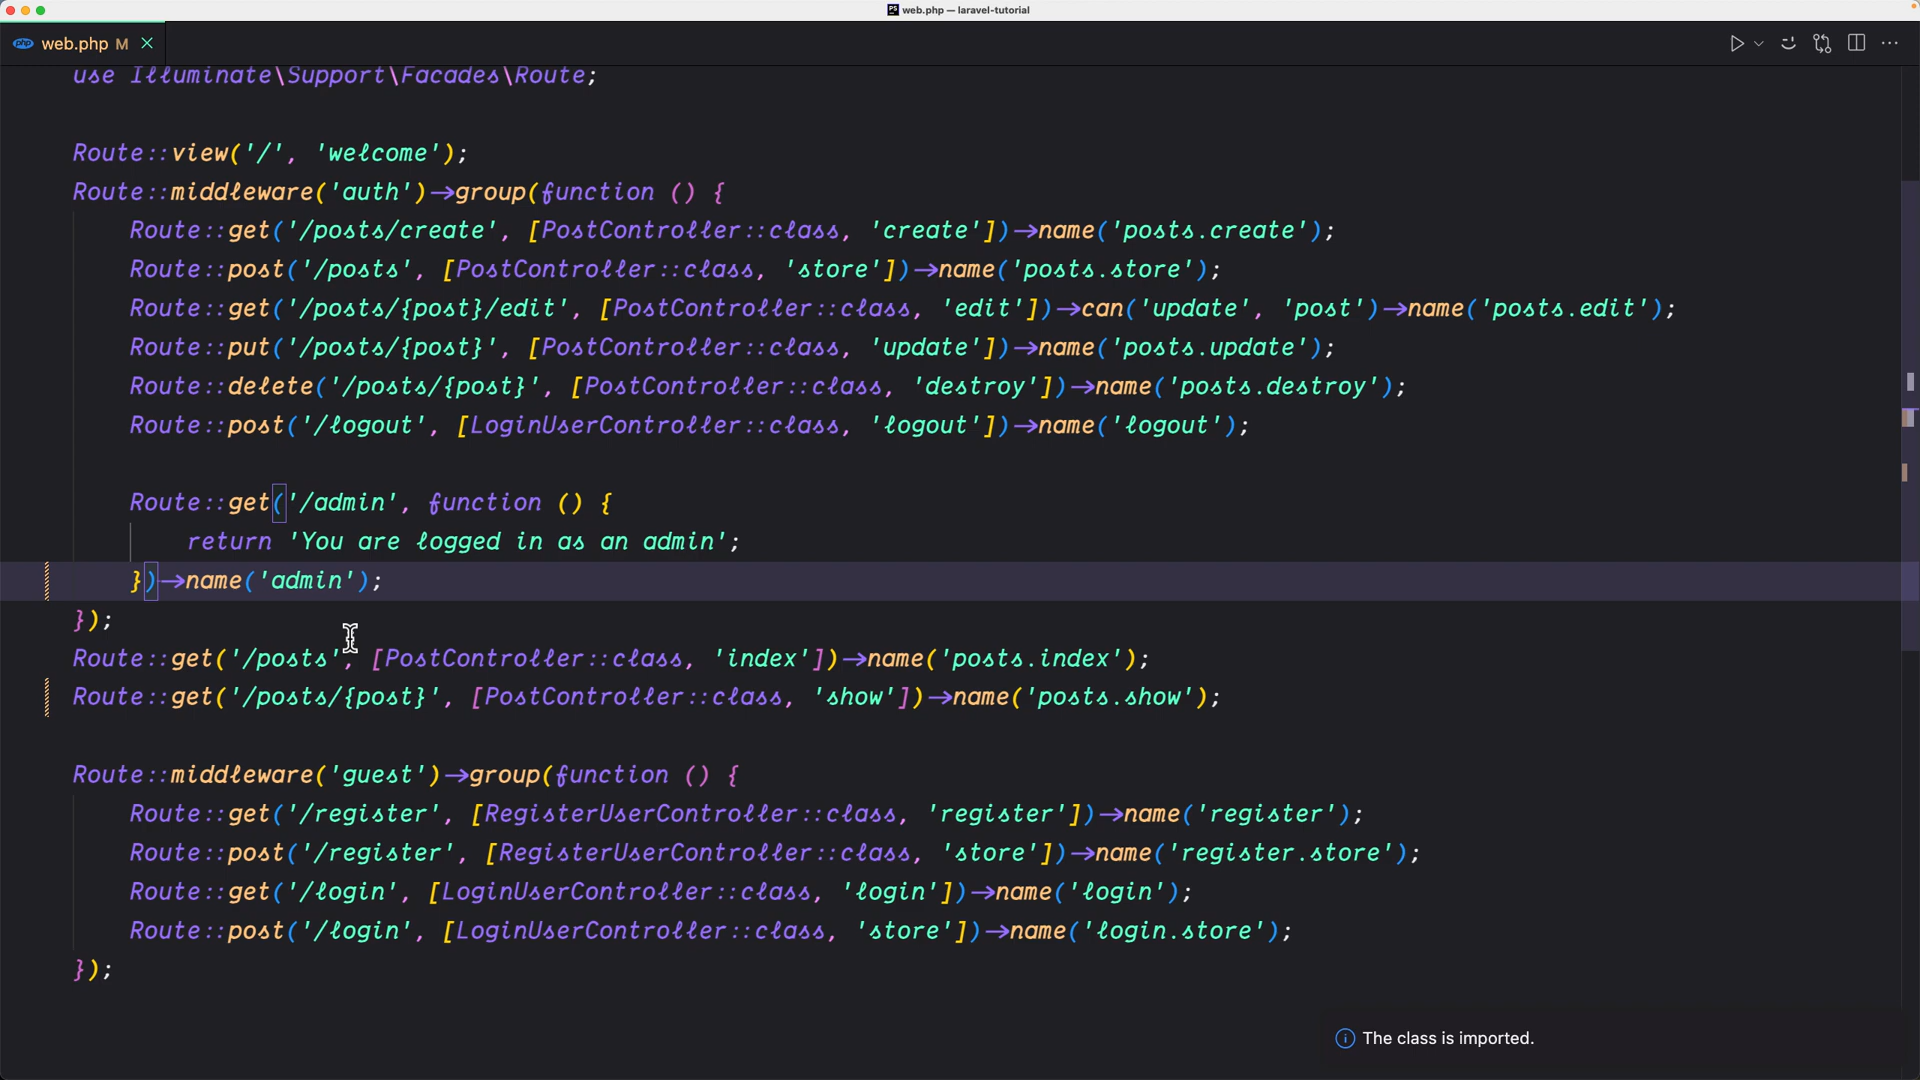 web.php — laravel-tutorial
php web.php M
use Illuminate\Support\Facades\Route;
Route::view('/', 'welcome');
Route::middleware('auth')->group(function () {
Route::get('/posts/create', [PostController::class, 'create'])->name('posts.create');
Route::post('/posts', [PostController::class, 'store'])->name('posts.store');
Route::get('/posts/{post}/edit', [PostController::class, 'edit'])->can('update', 'post')->name('posts.edit');
Route::put('/posts/{post}', [PostController::class, 'update'])->name('posts.update');
Route::delete('/posts/{post}', [PostController::class, 'destroy'])->name('posts.destroy');
Route::post('/logout', [LoginUserController::class, 'logout'])->name('logout');
Route::get('/admin', function () {
return 'You are logged in as an admin';
})->name('admin');
});
Route::get('/posts', [PostController::class, 'index'])->name('posts.index');
Route::get('/posts/{post}', [PostController::class, 'show'])->name('posts.show');
Route::middleware('guest')->group(function () {
Route::get('/register', [RegisterUserController::class, 'register'])->name('register');
Route::post('/register', [RegisterUserController::class, 'store'])->name('register.store');
Route::get('/login', [LoginUserController::class, 'login'])->name('login');
Route::post('/login', [LoginUserController::class, 'store'])->name('login.store');
});
The class is imported.